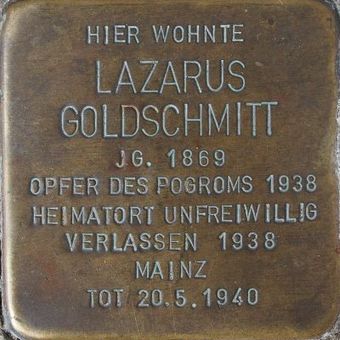 HIER WOHNTE
LAZARUS
GOLDSCHMITT
JG. 1869
OPFER DES POGROMS 1938
HEIMATORT UNFREIWILLIG
VERLASSEN 1938
MAINZ
TOT 20.5.1940